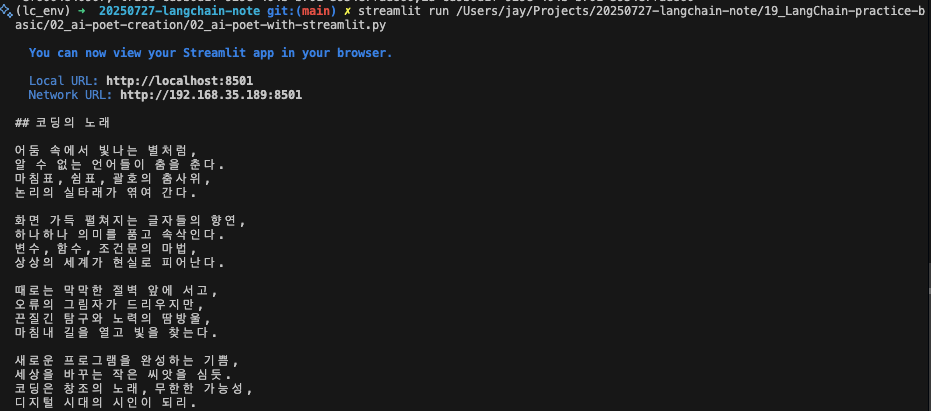 (lc_env) ➜ 20250727-langchain-note git:(main) ✗ streamlit run /Users/jay/Projects/20250727-langchain-note/19_LangChain-practice-b
asic/02_ai-poet-creation/02_ai-poet-with-streamlit.py
You can now view your Streamlit app in your browser.
Local URL: http://localhost:8501
Network URL: http://192.168.35.189:8501
## 코딩의 노래
어둠 속에서 빛나는 별처럼,
알 수 없는 언어들이 춤을 춘다.
마침표, 쉼표, 괄호의 춤사위,
논리의 실타래가 엮여 간다.
화면 가득 펼쳐지는 글자들의 향연,
하나하나 의미를 품고 속삭인다.
변수, 함수, 조건문의 마법,
상상의 세계가 현실로 피어난다.
때로는 막막한 절벽 앞에 서고,
오류의 그림자가 드리우지만,
끈질긴 탐구와 노력의 땀방울,
마침내 길을 열고 빛을 찾는다.
새로운 프로그램을 완성하는 기쁨,
세상을 바꾸는 작은 씨앗을 심듯.
코딩은 창조의 노래, 무한한 가능성,
디지털 시대의 시인이 되리.